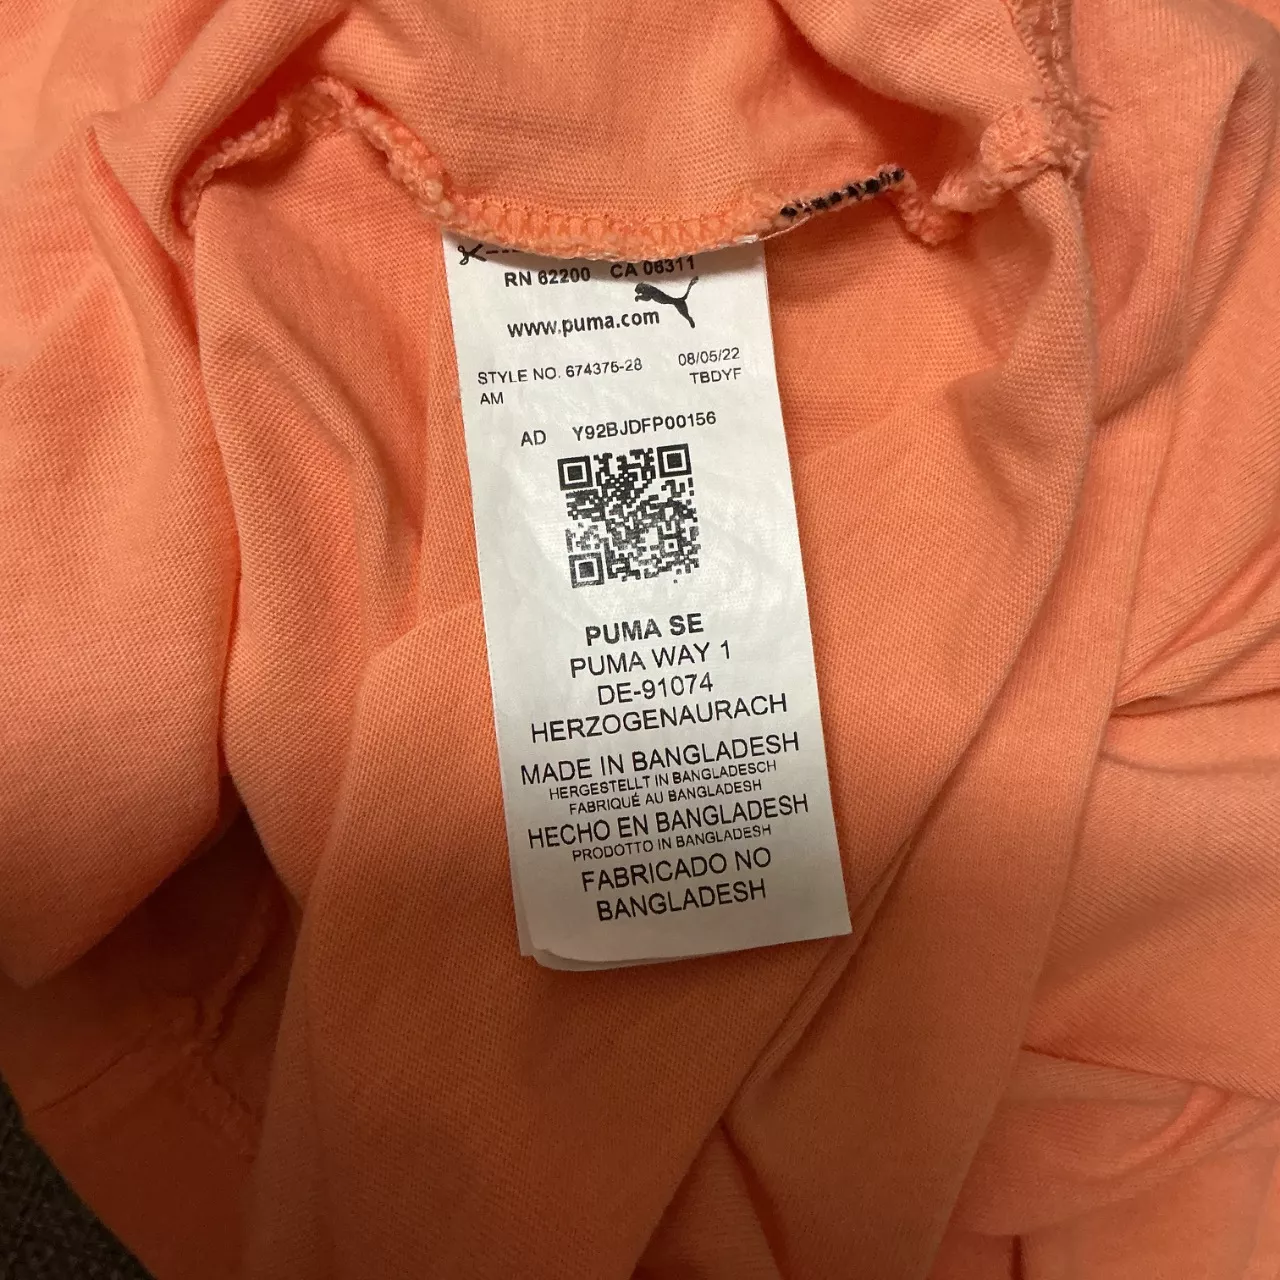 RN 62200 CA 06311
www.puma.com
STYLE NO. 674375-28 08/05/22
AM TBDYF
AD Y92BJDFP00156
PUMA SE
PUMA WAY 1
DE-91074
HERZOGENAURACH
MADE IN BANGLADESH
HERGESTELLT IN BANGLADESCH
FABRIQUÉ AU BANGLADESH
HECHO EN BANGLADESH
PRODOTTO IN BANGLADESH
FABRICADO NO
BANGLADESH